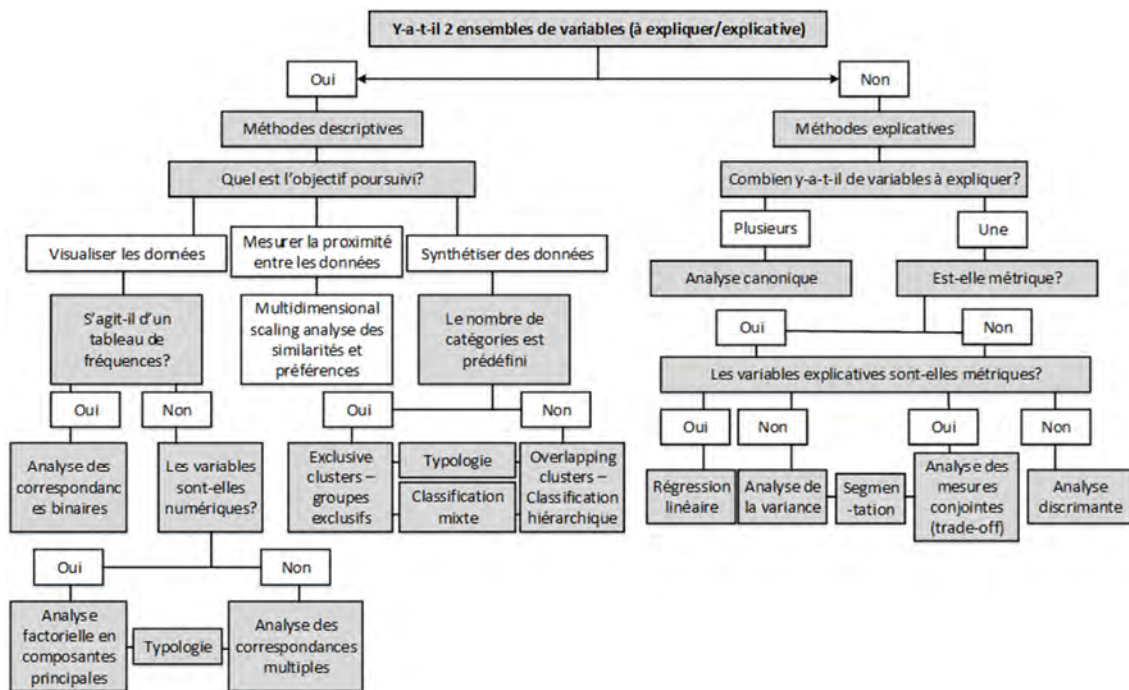 Y-a-t-il 2 ensembles de variables (à expliquer/explicative)
Oui
Non
Méthodes descriptives
Méthodes explicatives
Quel est l'objectif poursuivi?
Combien y-a-t-il de variables à expliquer?
Visualiser les données
Mesurer la proximité
entre les données
Synthétiser des données
Plusieurs
Une
Analyse canonique
Est-elle métrique?
S'agit-il d'un
tableau de
fréquences?
Multidimensional
scaling analyse des
similarités et
préférences
Le nombre de
catégories est
prédéfini
Oui
Non
Les variables explicatives sont-elles métriques?
Oui
Non
Oui
Non
Oui
Non
Oui
Non
Analyse des
correspondanc
es binaires
Les variables
sont-elles
numériques?
Exclusive
clusters –
groupes
exclusifs
Typologie
Classification
mixte
Overlapping
clusters –
Classification
hiérarchique
Régression
linéaire
Analyse de
la variance
Segmen
-tation
Analyse des
mesures
conjointes
(trade-off)
Analyse
discrimante
Oui
Non
Analyse
factorielle en
composantes
principales
Typologie
Analyse des
correspondances
multiples